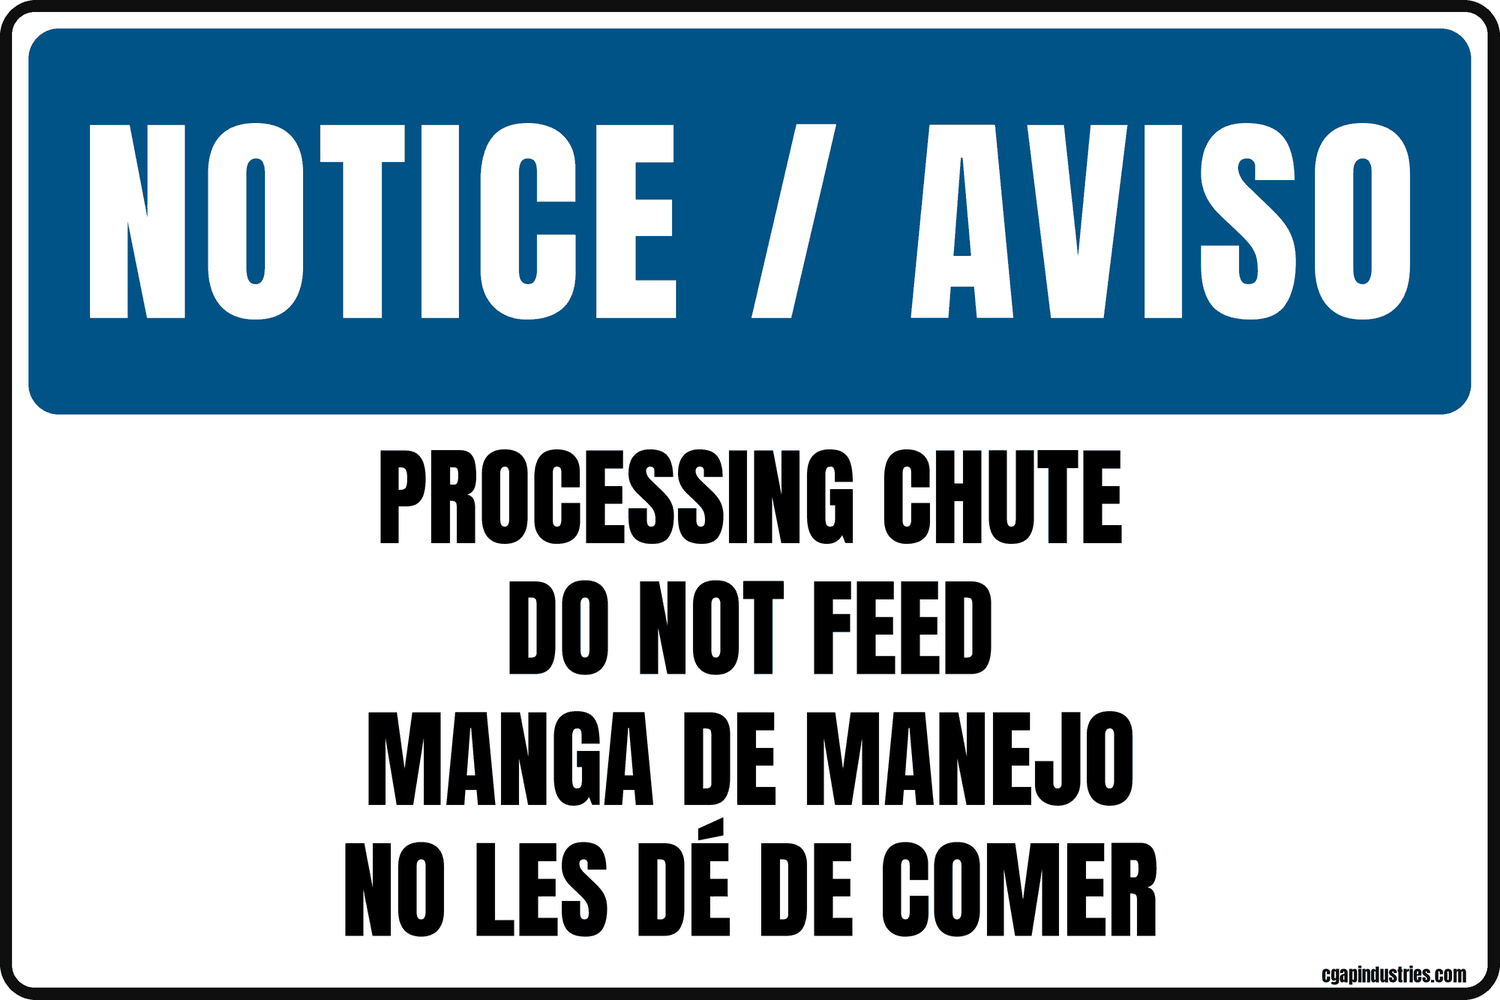 NOTICE / AVISO
PROCESSING CHUTE
DO NOT FEED
MANGA DE MANEJO
NO LES DÉ DE COMER
cgapindustries.com